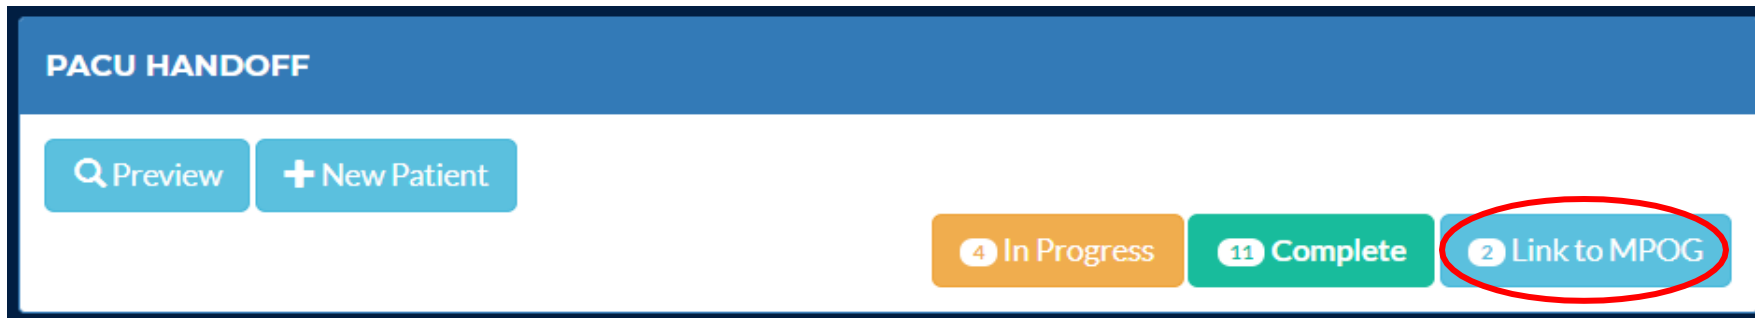 PACU HANDOFF
Preview New Patient
4 In Progress 11 Complete 2 Link to MPOG